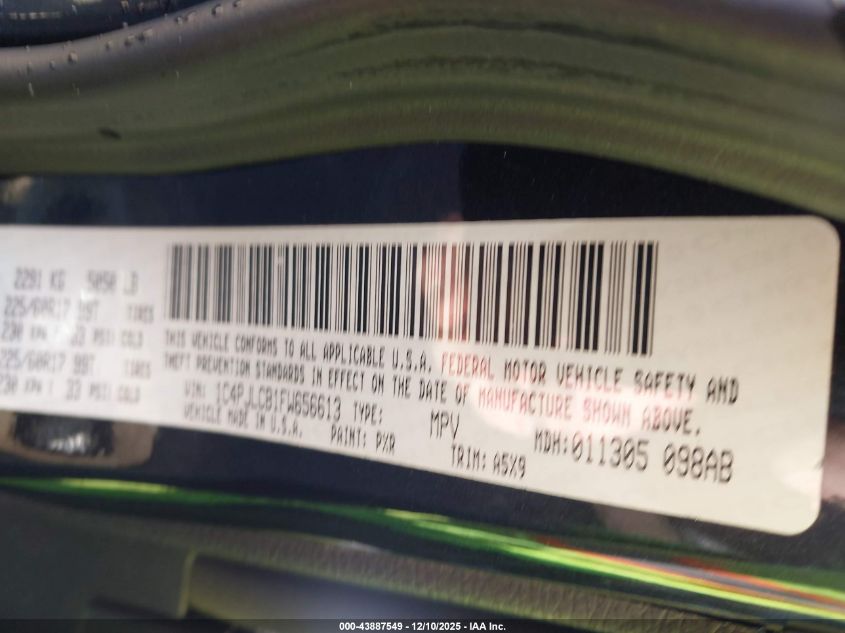 2291 KG 5050 LB
225/60R17 99T TIRES
230 KPA / 33 PSI COLD
225/60R17 99T TIRES
230 KPA / 33 PSI COLD
THIS VEHICLE CONFORMS TO ALL APPLICABLE U.S.A. FEDERAL MOTOR VEHICLE SAFETY AND
THEFT PREVENTION STANDARDS IN EFFECT ON THE DATE OF MANUFACTURE SHOWN ABOVE.
VIN: 1C4PJLCB1FW656613 TYPE: MPV MDH:011305 098AB
VEHICLE MADE IN U.S.A. PAINT: PXR TRIM: A5X9
000-43887549 - 12/10/2025 - IAA Inc.